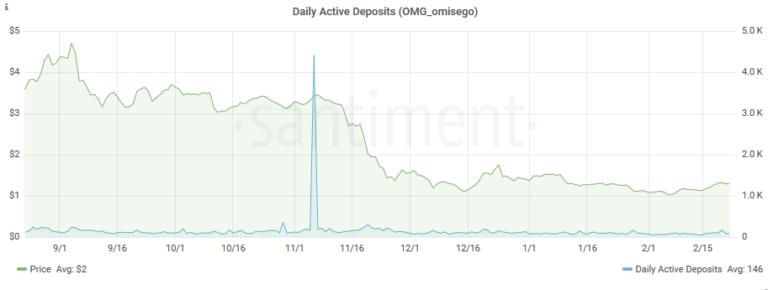 Daily Active Deposits (OMG_omisego)
$5 5.0 K
$4 4.0 K
$3 3.0 K
$2 2.0 K
$1 1.0 K
$0 0
·santiment·
9/1 9/16 10/1 10/16 11/1 11/16 12/1 12/16 1/1 1/16 2/1 2/15
Price Avg: $2 Daily Active Deposits Avg: 146